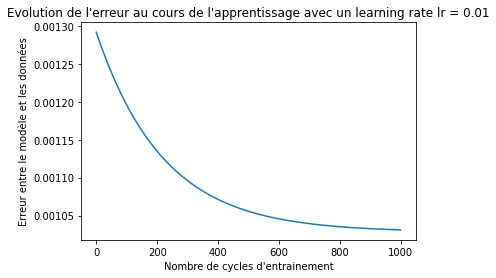 Evolution de l'erreur au cours de l'apprentissage avec un learning rate lr = 0.01
Erreur entre le modèle et les données
0.00130
0.00125
0.00120
0.00115
0.00110
0.00105
0 200 400 600 800 1000
Nombre de cycles d'entrainement